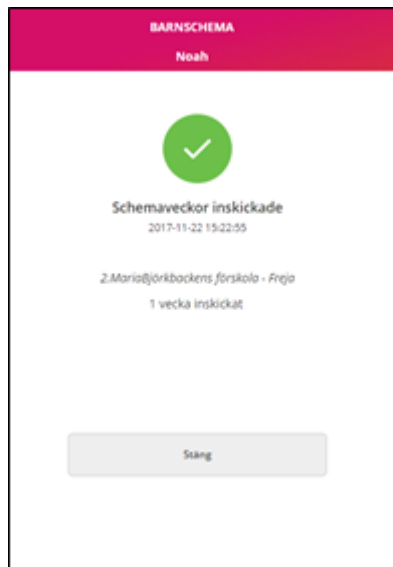 BARNSCHEMA
Noah
Schemaveckor inskickade
2017-11-22 15:22:55
2.MariaBjörkbackens förskola - Freja
1 vecka inskickat
Stäng